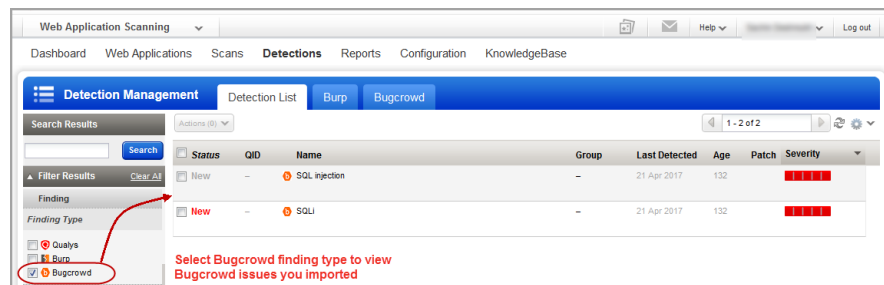 Web Application Scanning
Help
Log out
Dashboard Web Applications Scans Detections Reports Configuration KnowledgeBase
Detection Management Detection List Burp Bugcrowd
Search Results
Actions (0)
1 - 2 of 2
Search
Status QID Name Group Last Detected Age Patch Severity
New – SQL injection – 21 Apr 2017 132
Filter Results Clear All
Finding
Finding Type
New – SQLi – 21 Apr 2017 132
Qualys
Burp
Bugcrowd
Select Bugcrowd finding type to view
Bugcrowd issues you imported